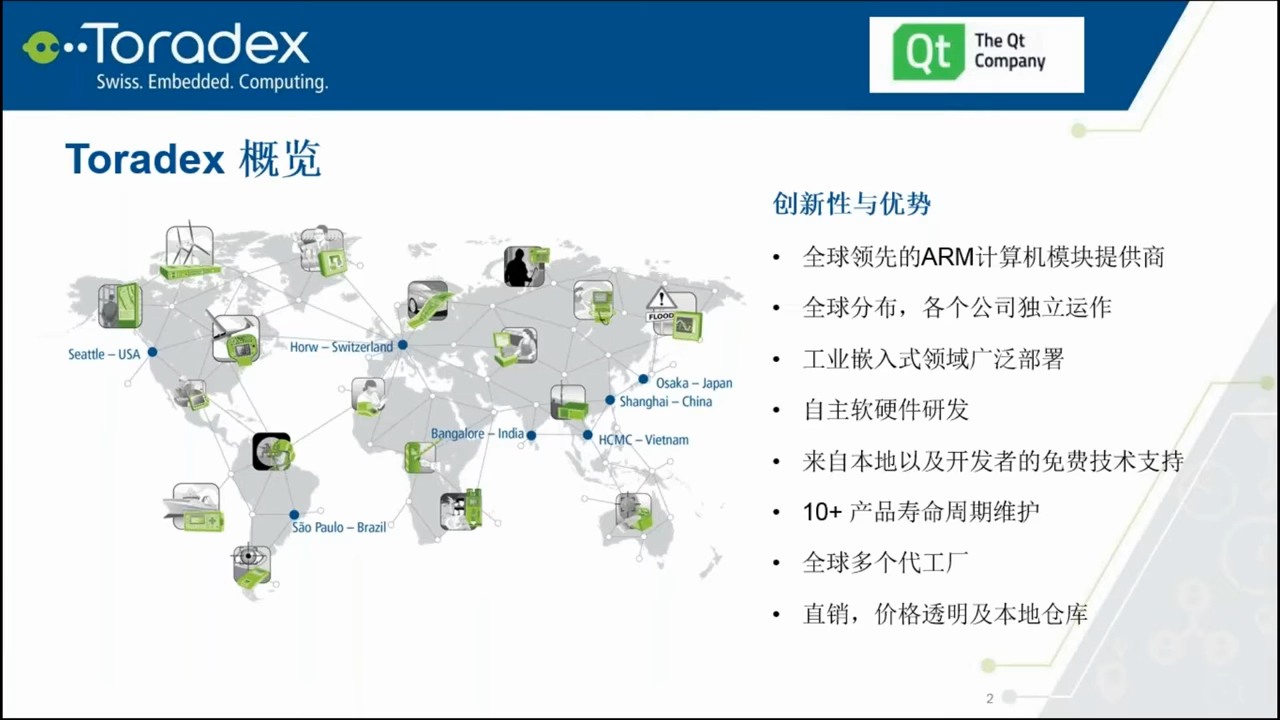 Toradex
Swiss. Embedded. Computing.
Qt
The Qt
Company
Toradex 概览
Seattle – USA
Horw – Switzerland
FLOOD
Osaka – Japan
Shanghai – China
Bangalore – India
HCMC – Vietnam
São Paulo – Brazil
创新性与优势
• 全球领先的ARM计算机模块提供商
• 全球分布，各个公司独立运作
• 工业嵌入式领域广泛部署
• 自主软硬件研发
• 来自本地以及开发者的免费技术支持
• 10+ 产品寿命周期维护
• 全球多个代工厂
• 直销，价格透明及本地仓库
2